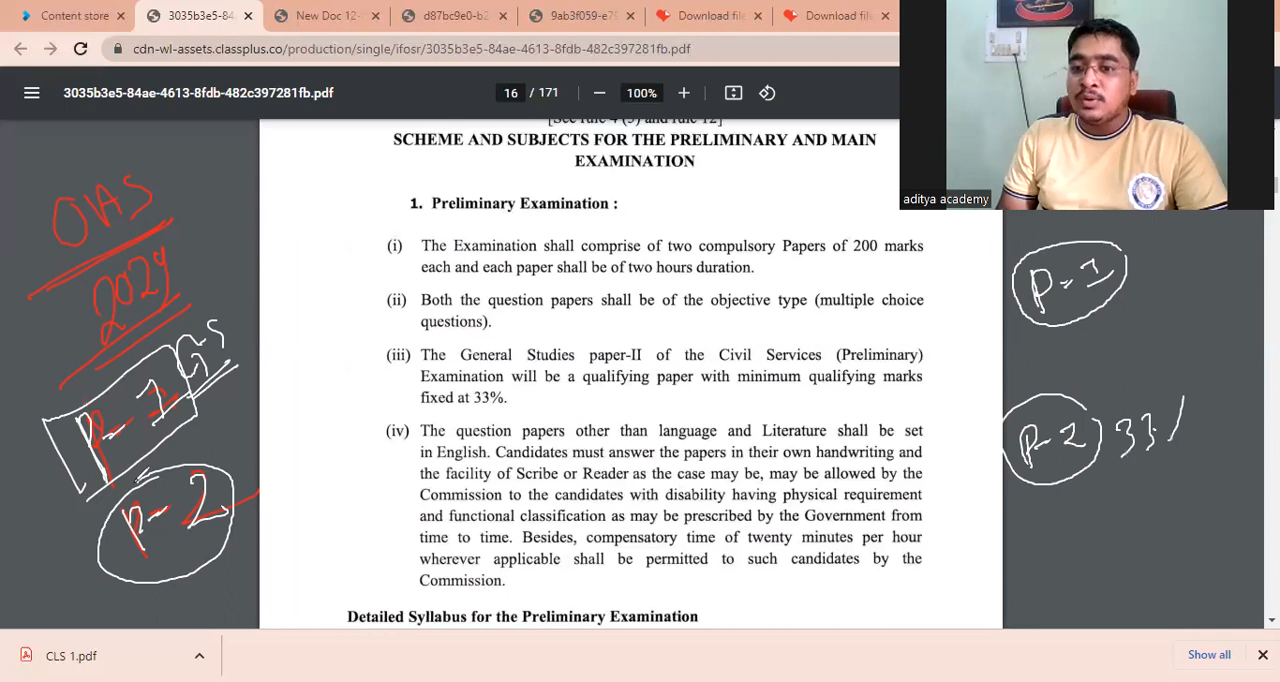 Content store
3035b3e5-84
New Doc 12-
d87bc9e0-b2
9ab3f059-e7
Download file
Download file
cdn-wl-assets.classplus.co/production/single/ifosr/3035b3e5-84ae-4613-8fdb-482c397281fb.pdf
3035b3e5-84ae-4613-8fdb-482c397281fb.pdf
16 / 171
100%
aditya academy
[See rule 4 (5) and rule 12]
SCHEME AND SUBJECTS FOR THE PRELIMINARY AND MAIN
EXAMINATION
1. Preliminary Examination :
(i) The Examination shall comprise of two compulsory Papers of 200 marks
each and each paper shall be of two hours duration.
(ii) Both the question papers shall be of the objective type (multiple choice
questions).
(iii) The General Studies paper-II of the Civil Services (Preliminary)
Examination will be a qualifying paper with minimum qualifying marks
fixed at 33%.
(iv) The question papers other than language and Literature shall be set
in English. Candidates must answer the papers in their own handwriting and
the facility of Scribe or Reader as the case may be, may be allowed by the
Commission to the candidates with disability having physical requirement
and functional classification as may be prescribed by the Government from
time to time. Besides, compensatory time of twenty minutes per hour
wherever applicable shall be permitted to such candidates by the
Commission.
Detailed Syllabus for the Preliminary Examination
OAS
2024
P-1 GS
P-2
P-1
P-2 33%
CLS 1.pdf
Show all